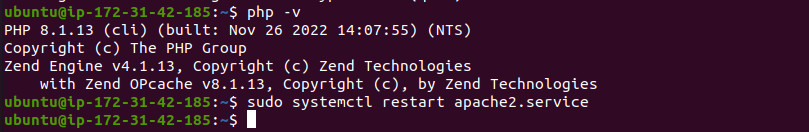 ubuntu@ip-172-31-42-185:~$ php -v
PHP 8.1.13 (cli) (built: Nov 26 2022 14:07:55) (NTS)
Copyright (c) The PHP Group
Zend Engine v4.1.13, Copyright (c) Zend Technologies
    with Zend OPcache v8.1.13, Copyright (c), by Zend Technologies
ubuntu@ip-172-31-42-185:~$ sudo systemctl restart apache2.service
ubuntu@ip-172-31-42-185:~$